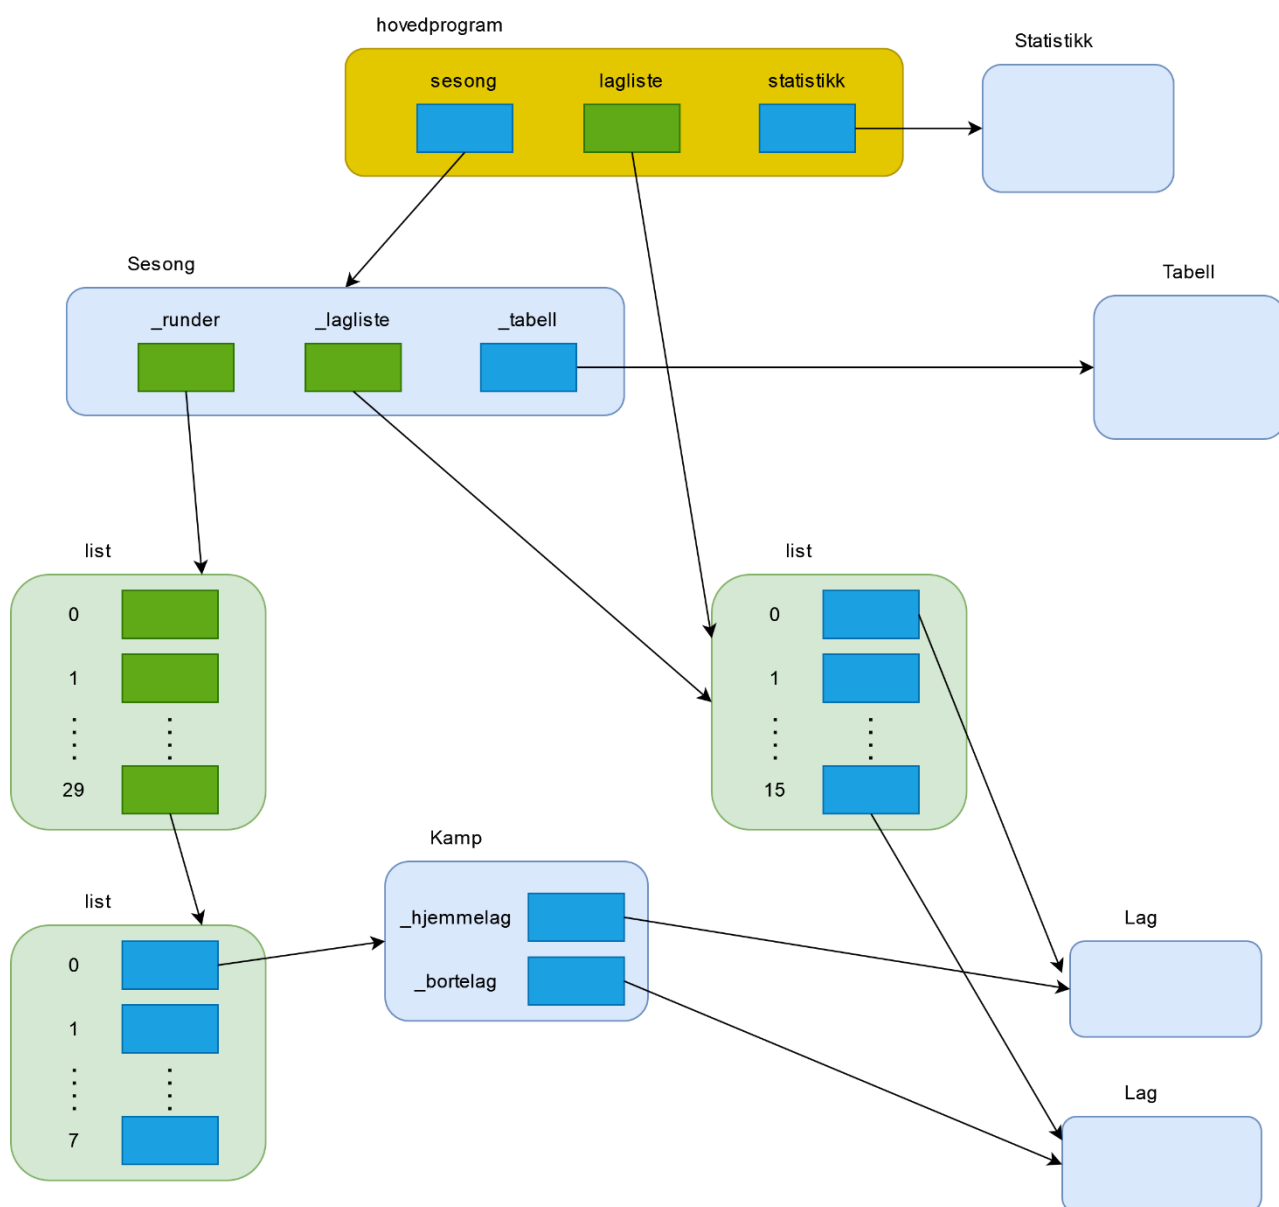 hovedprogram
Statistikk
sesong lagliste statistikk
Sesong
Tabell
_runder _lagliste _tabell
list
list
0
1
29
0
1
15
Kamp
_hjemmelag
_bortelag
list
0
1
7
Lag
Lag